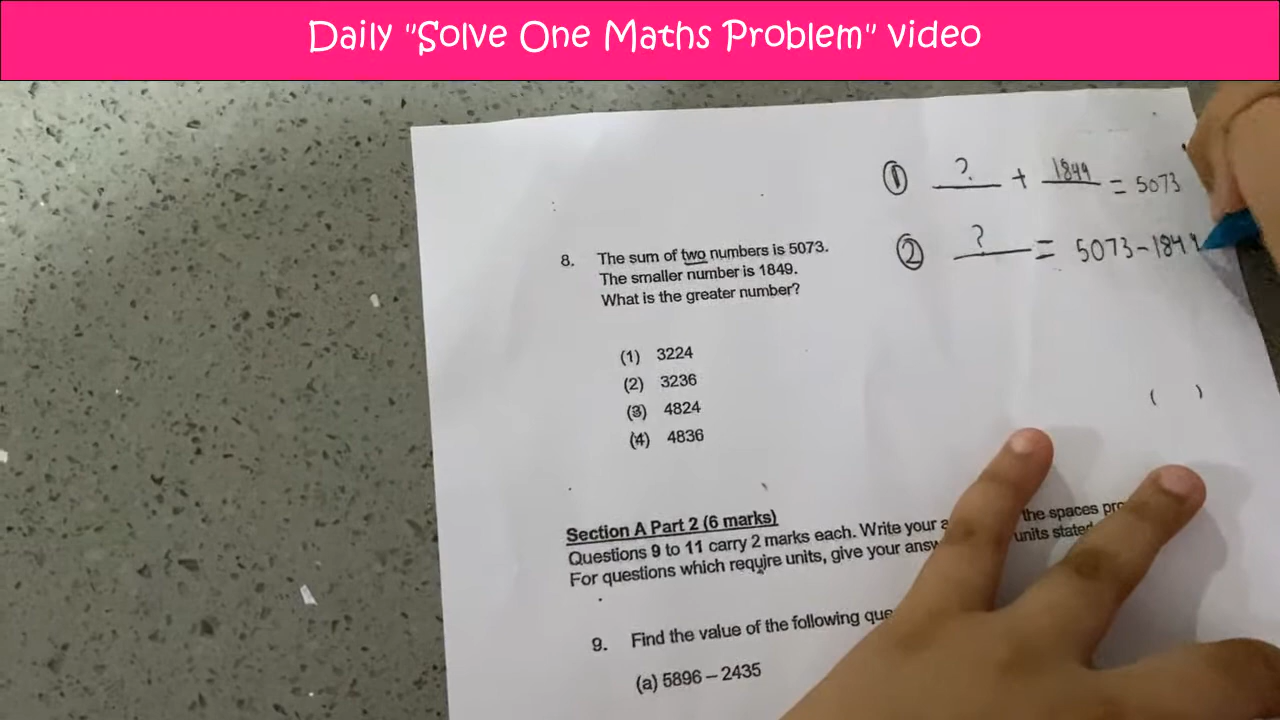 Daily "Solve One Maths Problem" video
① ? + 1849 = 5073
② ? = 5073 - 1849
8. The sum of two numbers is 5073.
The smaller number is 1849.
What is the greater number?
(1) 3224
(2) 3236
(3) 4824
(4) 4836
( )
Section A Part 2 (6 marks)
Questions 9 to 11 carry 2 marks each. Write your the spaces
For questions which require units, give your units
9. Find the value of the following
(a) 5896 – 2435